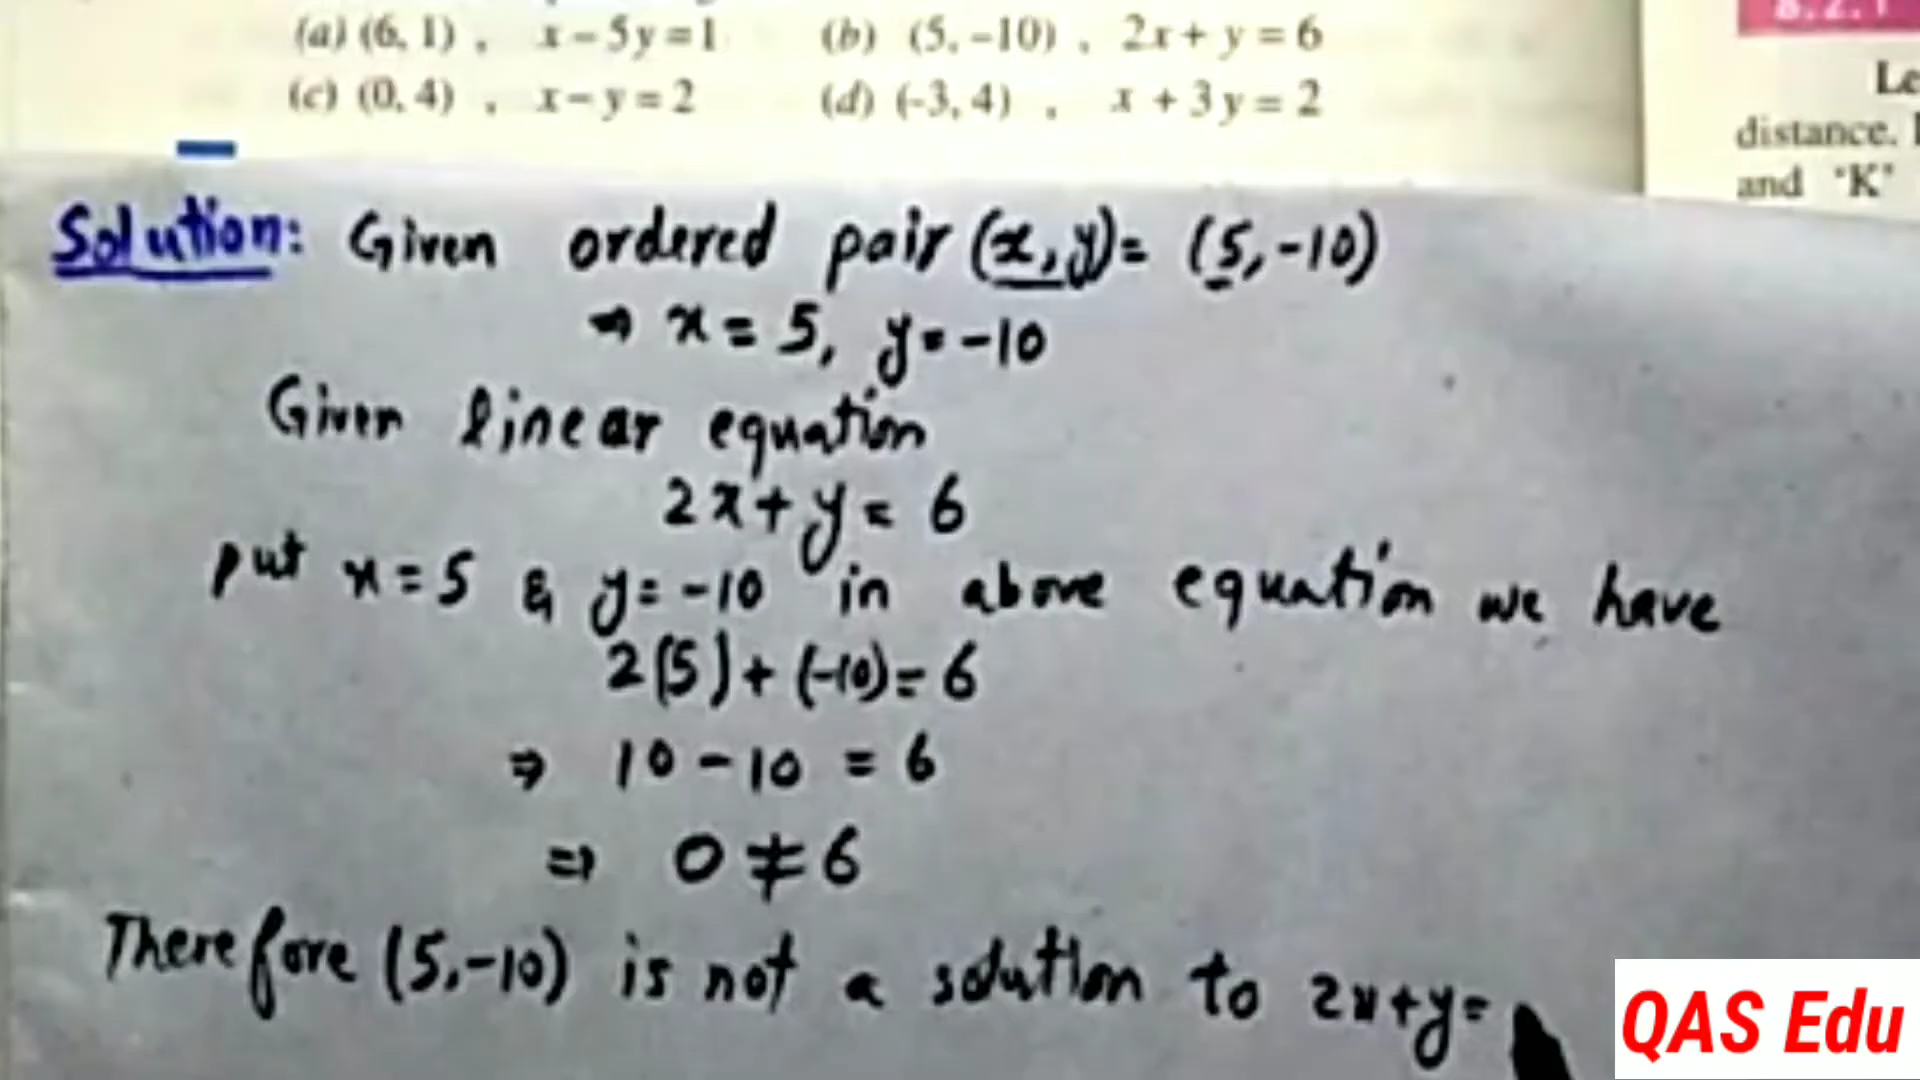 8.2.1
(a) (6, 1) , x - 5y = 1 (b) (5, -10) , 2x + y = 6
(c) (0, 4) , x - y = 2 (d) (-3, 4) , x + 3y = 2
Le
distance.
and "K"
Solution: Given ordered pair (x, y) = (5, -10)
⇒ x = 5, y = -10
Given linear equation
2x + y = 6
put x = 5 & y = -10 in above equation we have
2(5) + (-10) = 6
⇒ 10 - 10 = 6
⇒ 0 ≠ 6
Therefore (5, -10) is not a solution to 2x + y =
QAS Edu